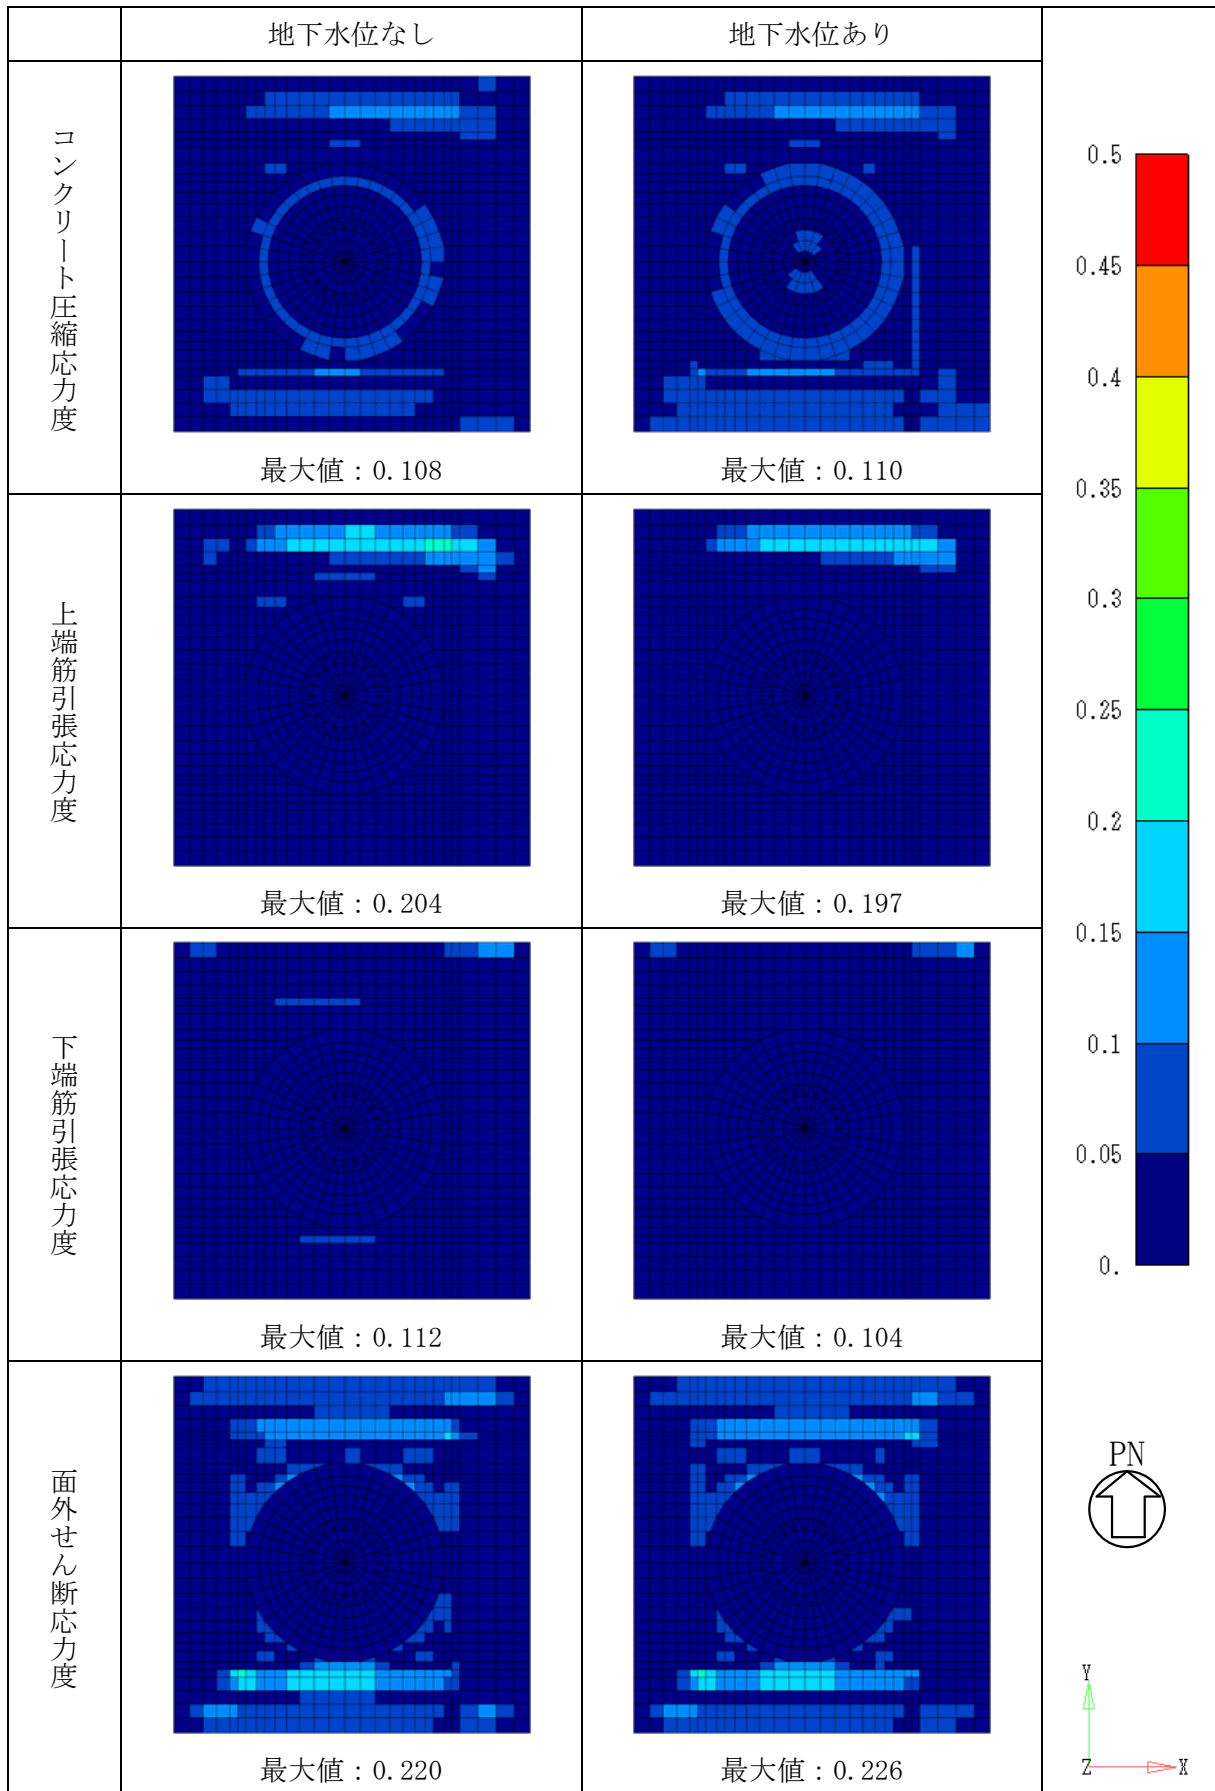 地下水位なし
地下水位あり
コンクリート圧縮応力度
最大値：0.108
最大値：0.110
上端筋引張応力度
最大値：0.204
最大値：0.197
下端筋引張応力度
最大値：0.112
最大値：0.104
面外せん断応力度
最大値：0.220
最大値：0.226
0.5
0.45
0.4
0.35
0.3
0.25
0.2
0.15
0.1
0.05
0.
PN
Y
Z
X